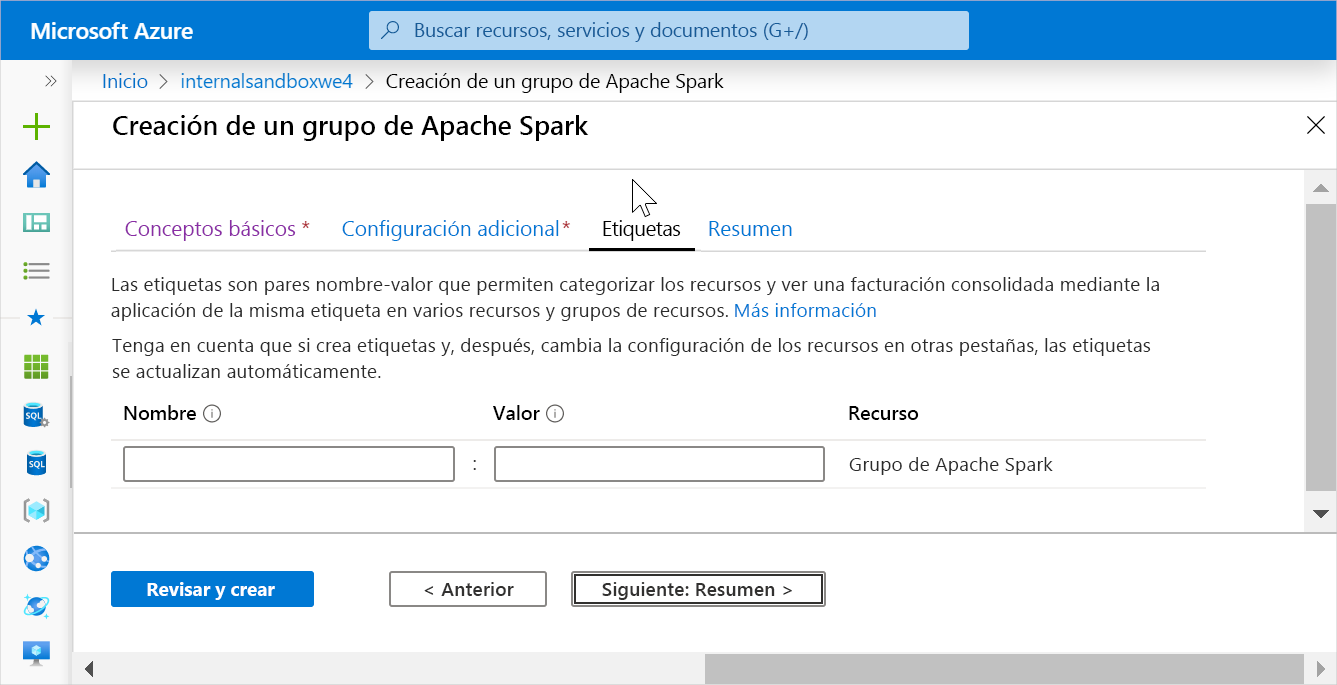 Microsoft Azure
Buscar recursos, servicios y documentos (G+/)
Inicio > internalsandboxwe4 > Creación de un grupo de Apache Spark
Creación de un grupo de Apache Spark
Conceptos básicos * Configuración adicional* Etiquetas Resumen
Las etiquetas son pares nombre-valor que permiten categorizar los recursos y ver una facturación consolidada mediante la
aplicación de la misma etiqueta en varios recursos y grupos de recursos. Más información
Tenga en cuenta que si crea etiquetas y, después, cambia la configuración de los recursos en otras pestañas, las etiquetas
se actualizan automáticamente.
Nombre Valor Recurso
: Grupo de Apache Spark
Revisar y crear < Anterior Siguiente: Resumen >